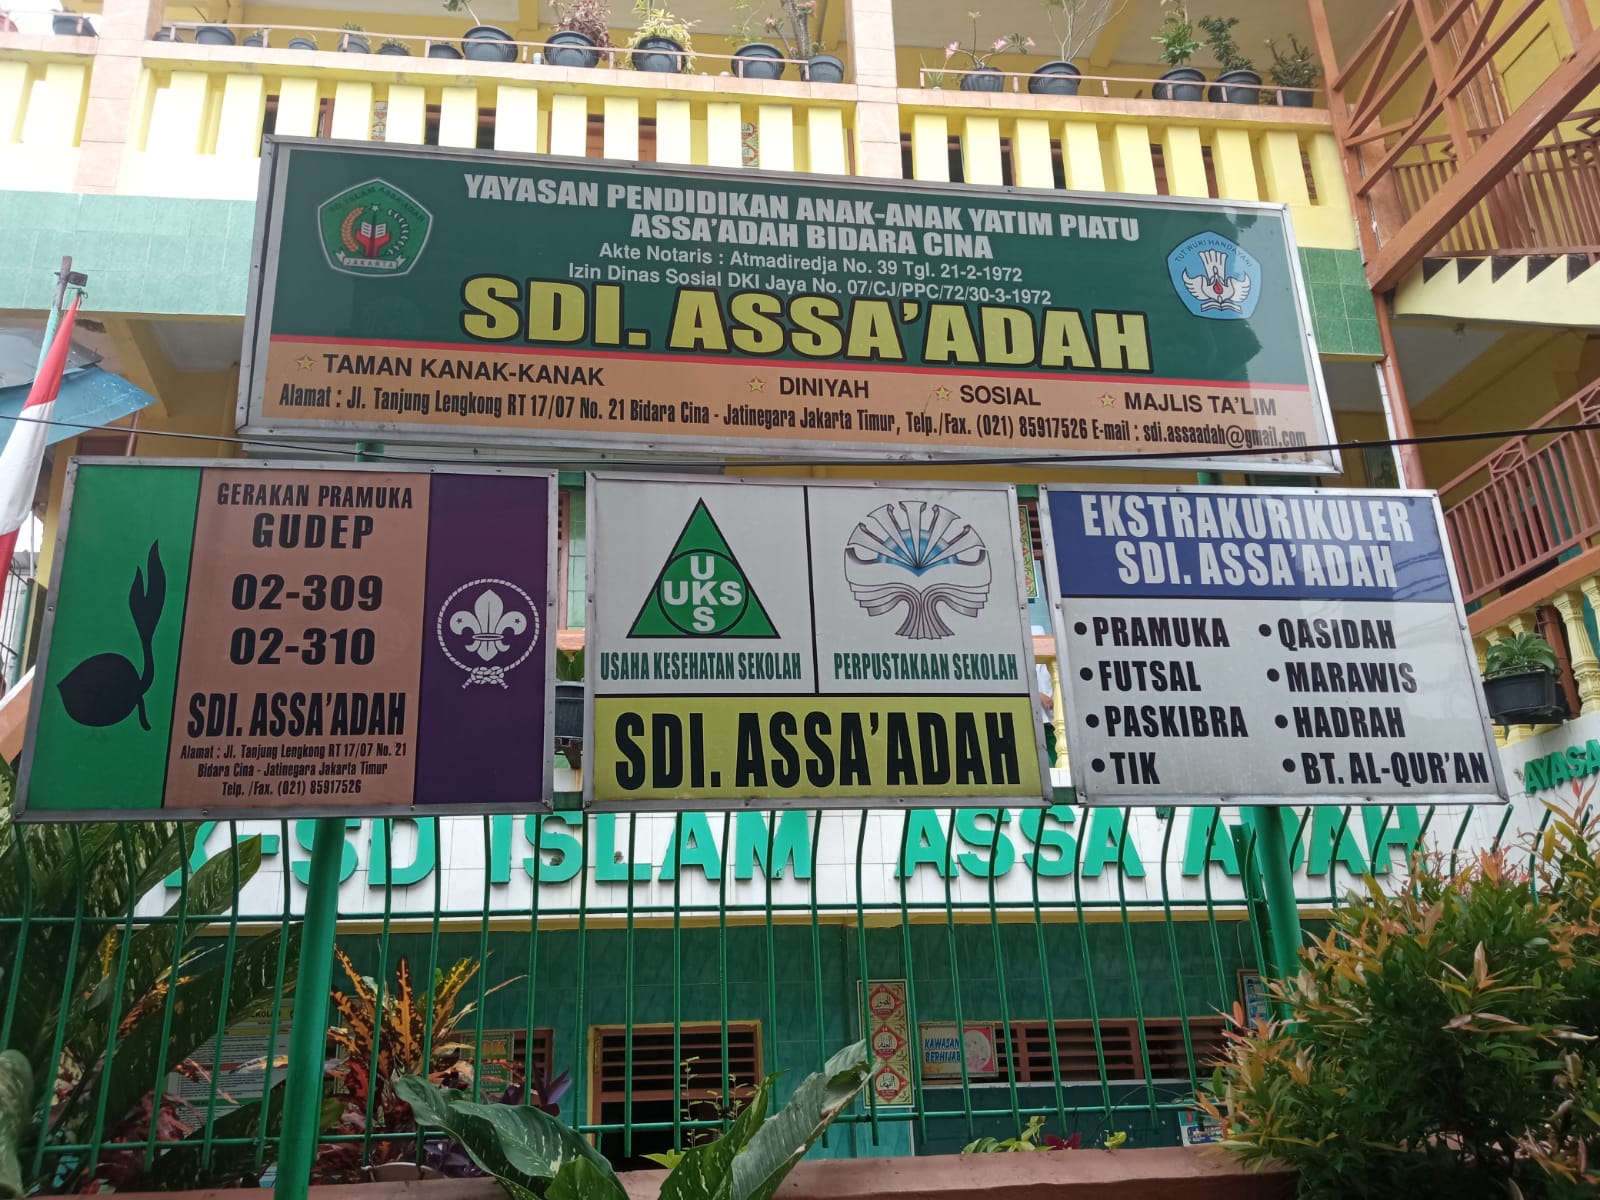 YAYASAN PENDIDIKAN ANAK-ANAK YATIM PIATU
ASSA'ADAH BIDARA CINA
Akte Notaris : Atmadiredja No. 39 Tgl. 21-2-1972
Izin Dinas Sosial DKI Jaya No. 07/CJ/PPC/72/30-3-1972
SDI. ASSA'ADAH
SD ISLAM ASSA-ADAH
JAKARTA
TUT WURI HANDAYANI
TAMAN KANAK-KANAK DINIYAH SOSIAL MAJLIS TA'LIM
Alamat : Jl. Tanjung Lengkong RT 17/07 No. 21 Bidara Cina - Jatinegara Jakarta Timur, Telp./Fax. (021) 85917526 E-mail : sdi.assaadah@gmail.com
GERAKAN PRAMUKA
GUDEP
02-309
02-310
SDI. ASSA'ADAH
Alamat : Jl. Tanjung Lengkong RT 17/07 No. 21
Bidara Cina - Jatinegara Jakarta Timur
Telp. /Fax. (021) 85917526
U
UKS
S
USAHA KESEHATAN SEKOLAH
PERPUSTAKAAN SEKOLAH
SDI. ASSA'ADAH
EKSTRAKURIKULER
SDI. ASSA'ADAH
• PRAMUKA
• FUTSAL
• PASKIBRA
• TIK
• QASIDAH
• MARAWIS
• HADRAH
• BT. AL-QUR'AN
-SD ISLAM ASSA ADAH
KAWASAN
BERHIJAB